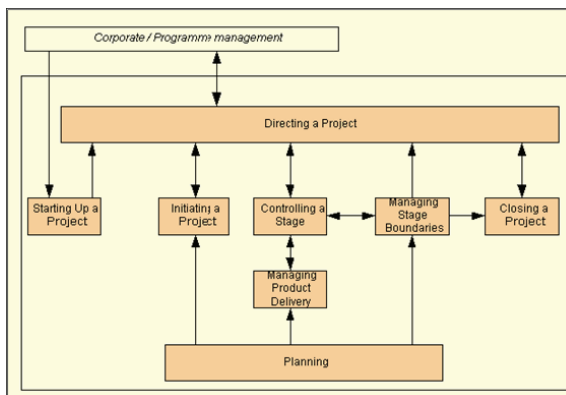 Corporate / Programme management
Directing a Project
Starting Up a
Project
Initiating a
Project
Controlling a
Stage
Managing
Stage
Boundaries
Closing a
Project
Managing
Product
Delivery
Planning